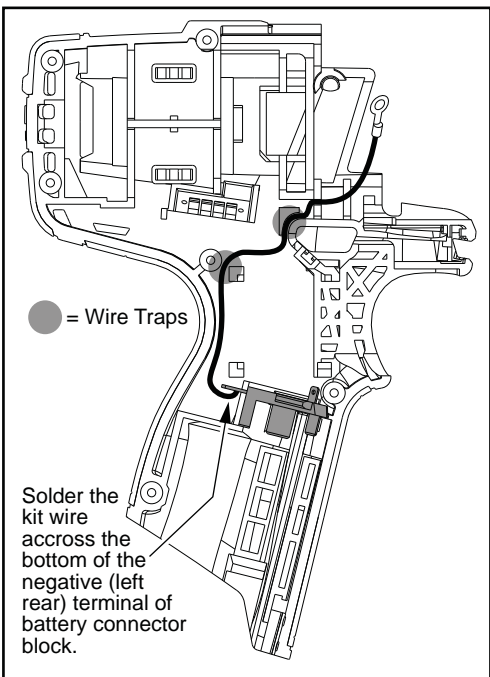 = Wire Traps
Solder the
kit wire
accross the
bottom of the
negative (left
rear) terminal of
battery connector
block.